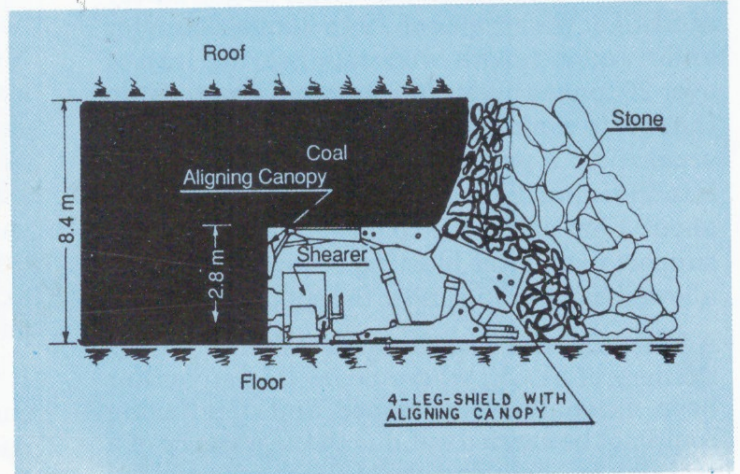 Roof
Stone
Coal
Aligning Canopy
8.4 m
2.8 m
Shearer
Floor
4-LEG-SHIELD WITH
ALIGNING CANOPY